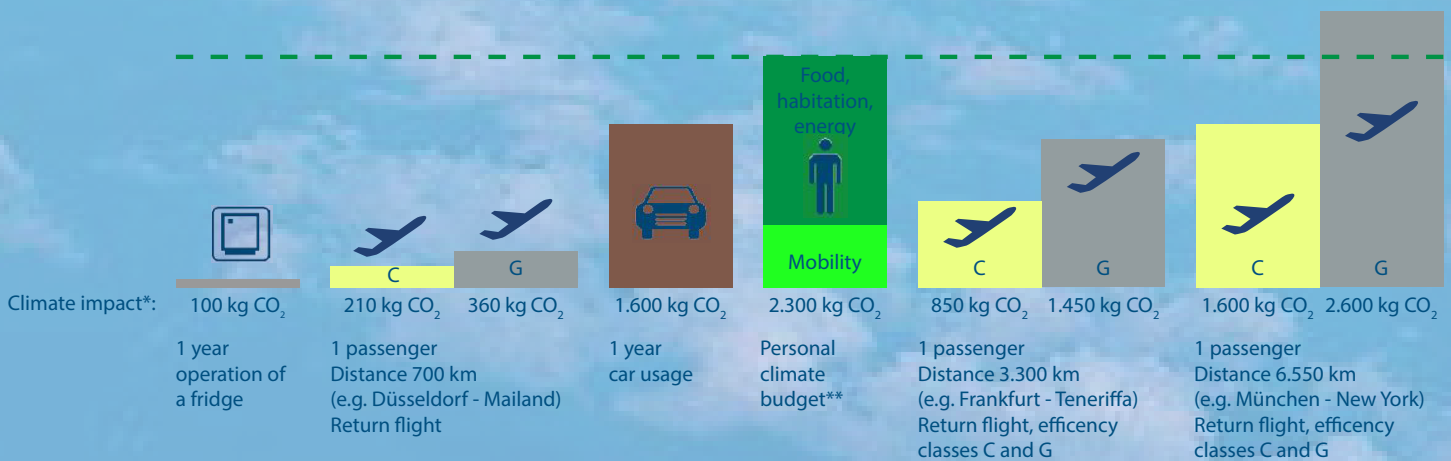 Food,
habitation,
energy
Mobility
C
G
C
G
C
G
Climate impact*:
100 kg CO₂
210 kg CO₂
360 kg CO₂
1.600 kg CO₂
2.300 kg CO₂
850 kg CO₂
1.450 kg CO₂
1.600 kg CO₂
2.600 kg CO₂
1 year
operation of
a fridge
1 passenger
Distance 700 km
(e.g. Düsseldorf - Mailand)
Return flight
1 year
car usage
Personal
climate
budget**
1 passenger
Distance 3.300 km
(e.g. Frankfurt - Teneriffa)
Return flight, efficency
classes C and G
1 passenger
Distance 6.550 km
(e.g. München - New York)
Return flight, efficency
classes C and G